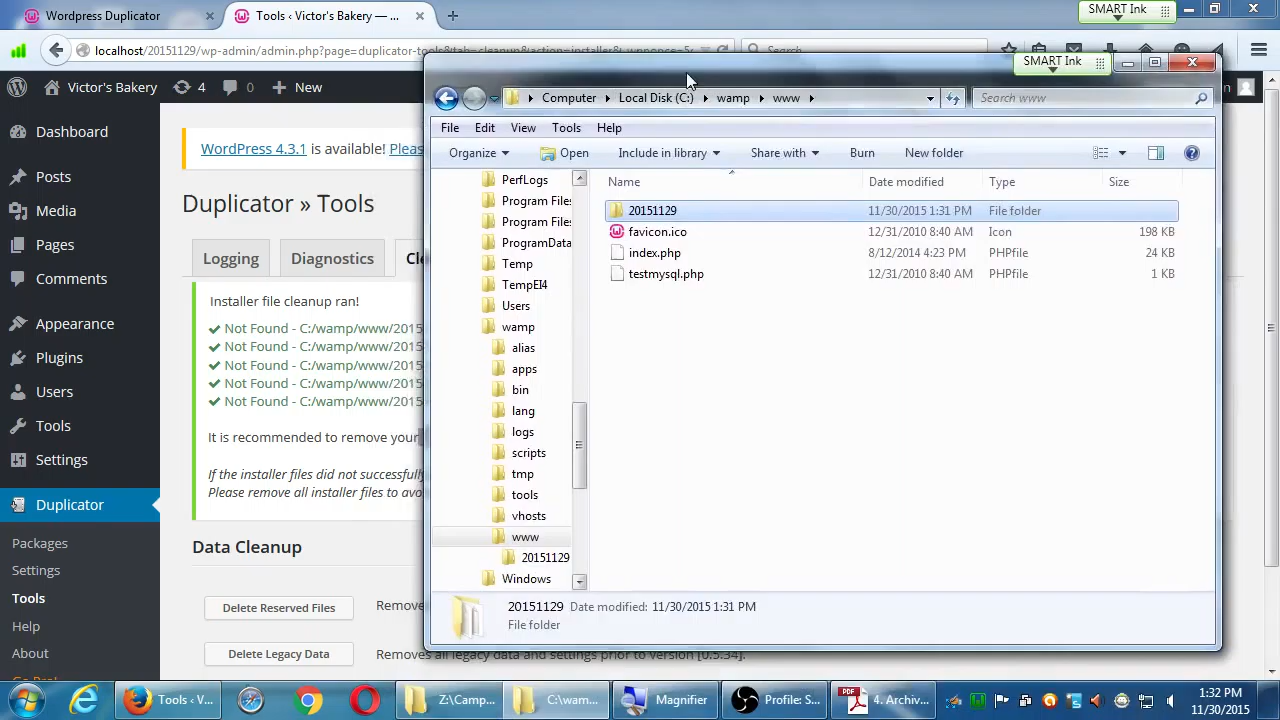 Wordpress Duplicator
Tools ‹ Victor's Bakery — ...
SMART Ink
localhost/20151129/wp-admin/admin.php?page=duplicator-tools&tab=cleanup&action=installer&_wpnonce=5
Search
SMART Ink
Victor's Bakery
4
0
New
Computer
Local Disk (C:)
wamp
www
Search www
File Edit View Tools Help
Organize Open Include in library Share with Burn New folder
Dashboard
Posts
Media
Pages
Comments
Appearance
Plugins
Users
Tools
Settings
Duplicator
Packages
Settings
Tools
Help
About
WordPress 4.3.1 is available! Please
Duplicator » Tools
Logging
Diagnostics
Installer file cleanup ran!
Not Found - C:/wamp/www/2015
Not Found - C:/wamp/www/2015
Not Found - C:/wamp/www/2015
Not Found - C:/wamp/www/2015
Not Found - C:/wamp/www/2015
It is recommended to remove your
If the installer files did not successfully
Please remove all installer files to avo
Data Cleanup
Delete Reserved Files
Remove
Delete Legacy Data
Removes all legacy data and settings prior to version [0.5.34].
PerfLogs
Program Files
Program Files
ProgramData
Temp
TempEI4
Users
wamp
alias
apps
bin
lang
logs
scripts
tmp
tools
vhosts
www
20151129
Windows
Name Date modified Type Size
20151129 11/30/2015 1:31 PM File folder
favicon.ico 12/31/2010 8:40 AM Icon 198 KB
index.php 8/12/2014 4:23 PM PHPfile 24 KB
testmysql.php 12/31/2010 8:40 AM PHPfile 1 KB
20151129 Date modified: 11/30/2015 1:31 PM
File folder
Tools ‹ V...
Z:\Camp...
C:\wam...
Magnifier
Profile: S...
4. Archiv...
1:32 PM
11/30/2015